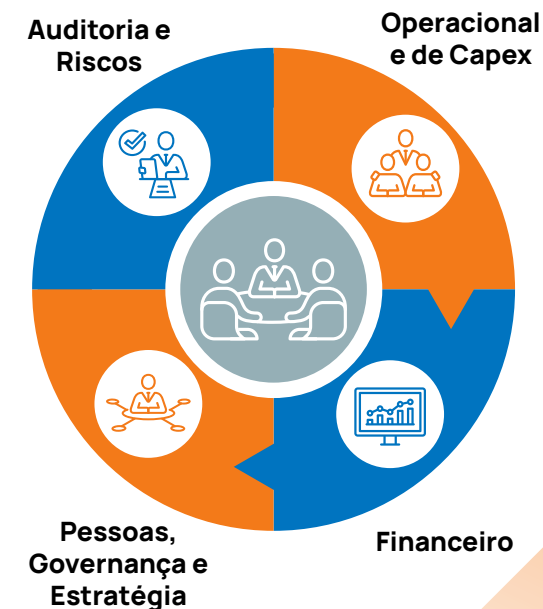 Auditoria e
Riscos
Operacional
e de Capex
Pessoas,
Governança e
Estratégia
Financeiro